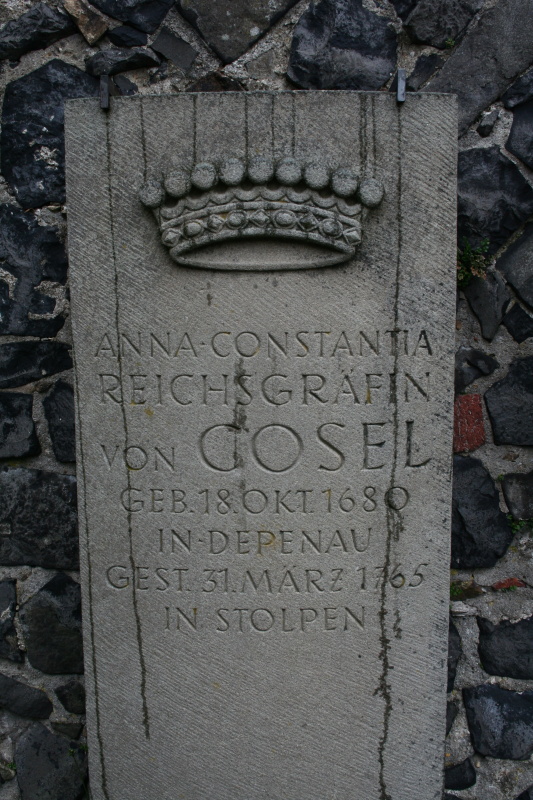 ANNA·CONSTANTIA
REICHSGRÄFIN
VON COSEL
GEB. 18. OKT. 1680
IN·DEPENAU
GEST. 31. MÄRZ 1765
IN STOLPEN